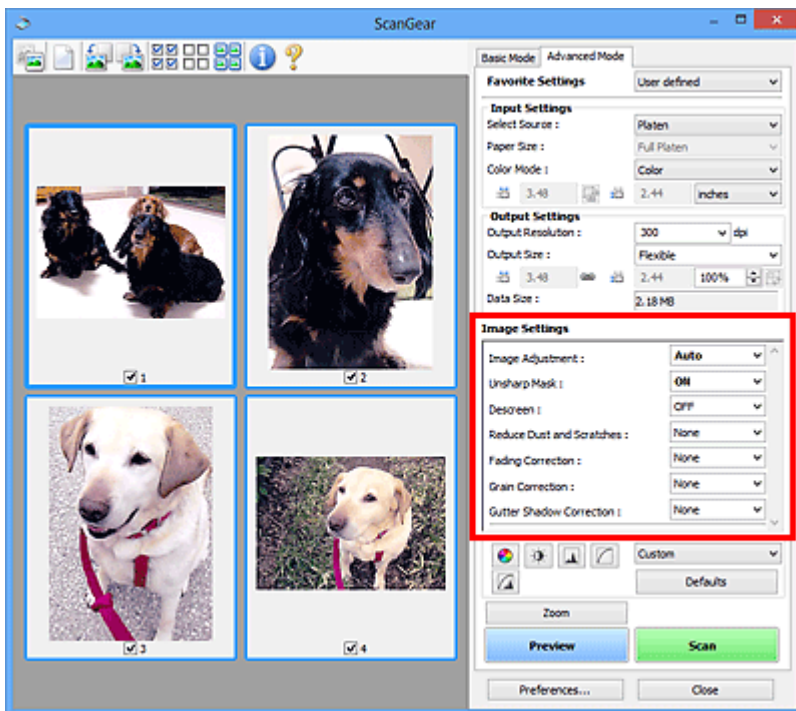 ScanGear
Basic Mode Advanced Mode
Favorite Settings User defined
Input Settings
Select Source : Platen
Paper Size : Full Platen
Color Mode : Color
3.48 2.44 inches
Output Settings
Output Resolution : 300 dpi
Output Size : Flexible
3.48 2.44 100%
Data Size : 2.18 MB
Image Settings
Image Adjustment : Auto
Unsharp Mask : ON
Descreen : OFF
Reduce Dust and Scratches : None
Fading Correction : None
Grain Correction : None
Gutter Shadow Correction : None
Custom
Defaults
Zoom
Preview Scan
Preferences... Close
1
2
3
4